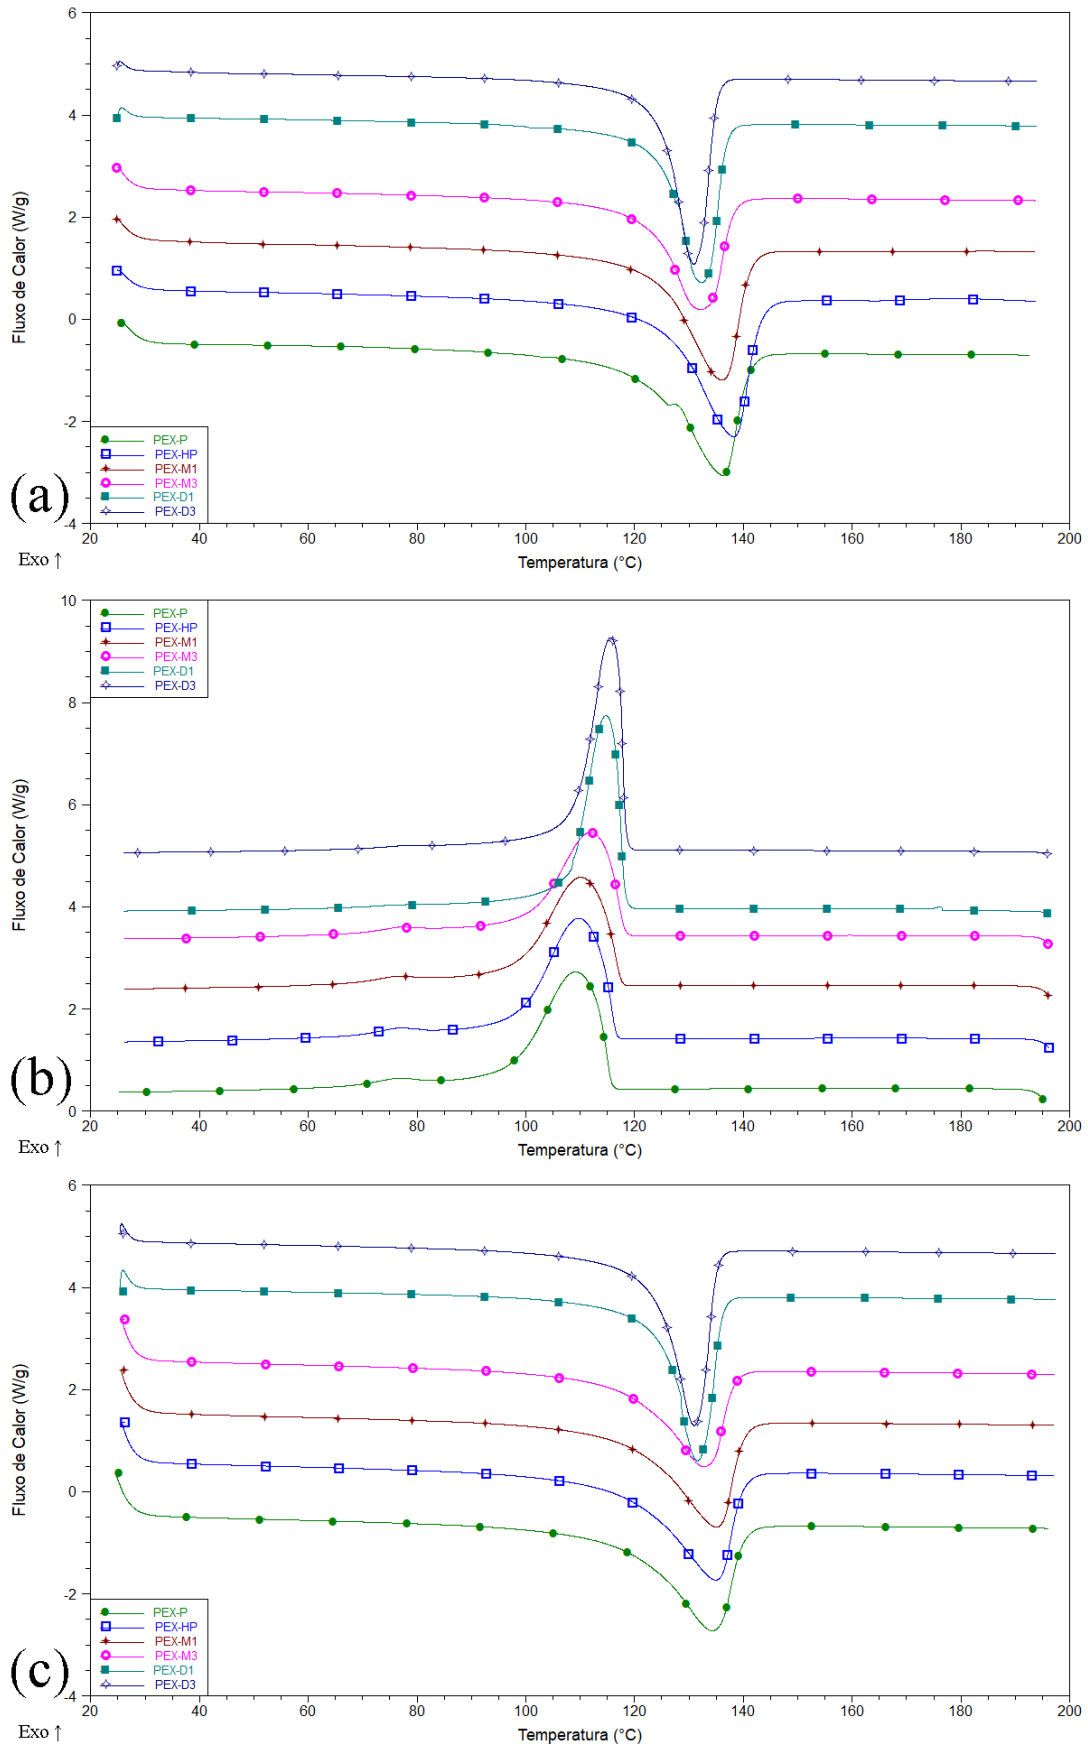 6
4
2
0
-2
-4
Fluxo de Calor (W/g)
PEX-P
PEX-HP
PEX-M1
PEX-M3
PEX-D1
PEX-D3
(a)
20 40 60 80 100 120 140 160 180 200
Exo ↑
Temperatura (°C)
10
8
6
4
2
0
Fluxo de Calor (W/g)
PEX-P
PEX-HP
PEX-M1
PEX-M3
PEX-D1
PEX-D3
(b)
20 40 60 80 100 120 140 160 180 200
Exo ↑
Temperatura (°C)
6
4
2
0
-2
-4
Fluxo de Calor (W/g)
PEX-P
PEX-HP
PEX-M1
PEX-M3
PEX-D1
PEX-D3
(c)
20 40 60 80 100 120 140 160 180 200
Exo ↑
Temperatura (°C)